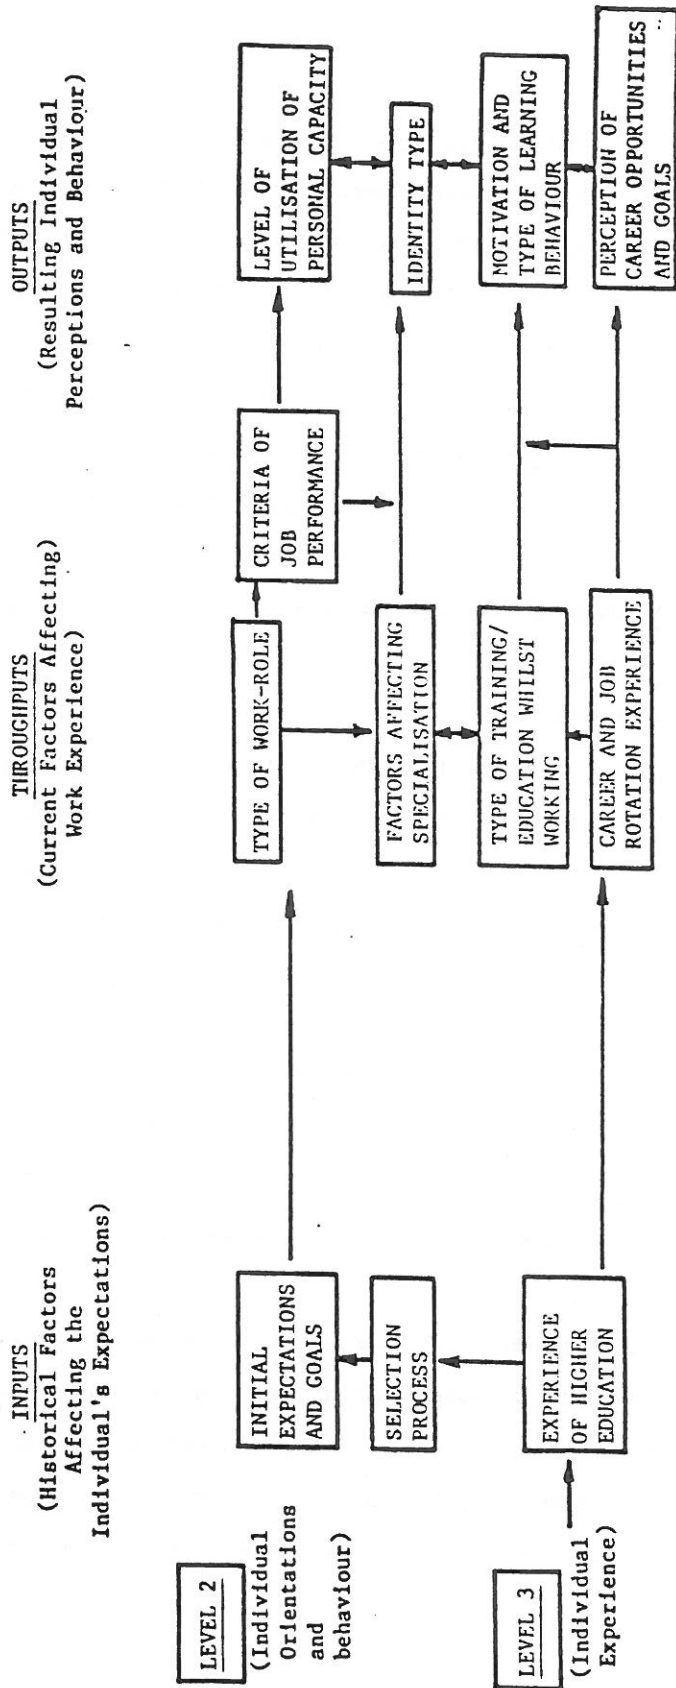 INPUTS
(Historical Factors
Affecting the
Individual's Expectations)
THROUGHPUTS
(Current Factors Affecting)
Work Experience)
OUTPUTS
(Resulting Individual
Perceptions and Behaviour)
LEVEL 2
(Individual
Orientations
and
behaviour)
INITIAL
EXPECTATIONS
AND GOALS
SELECTION
PROCESS
TYPE OF WORK-ROLE
CRITERIA OF
JOB
PERFORMANCE
LEVEL OF
UTILISATION OF
PERSONAL CAPACITY
FACTORS AFFECTING
SPECIALISATION
IDENTITY TYPE
TYPE OF TRAINING/
EDUCATION WHILST
WORKING
MOTIVATION AND
TYPE OF LEARNING
BEHAVIOUR
LEVEL 3
(Individual
Experience)
EXPERIENCE
OF HIGHER
EDUCATION
CAREER AND JOB
ROTATION EXPERIENCE
PERCEPTION OF
CAREER OPPORTUNITIES
AND GOALS